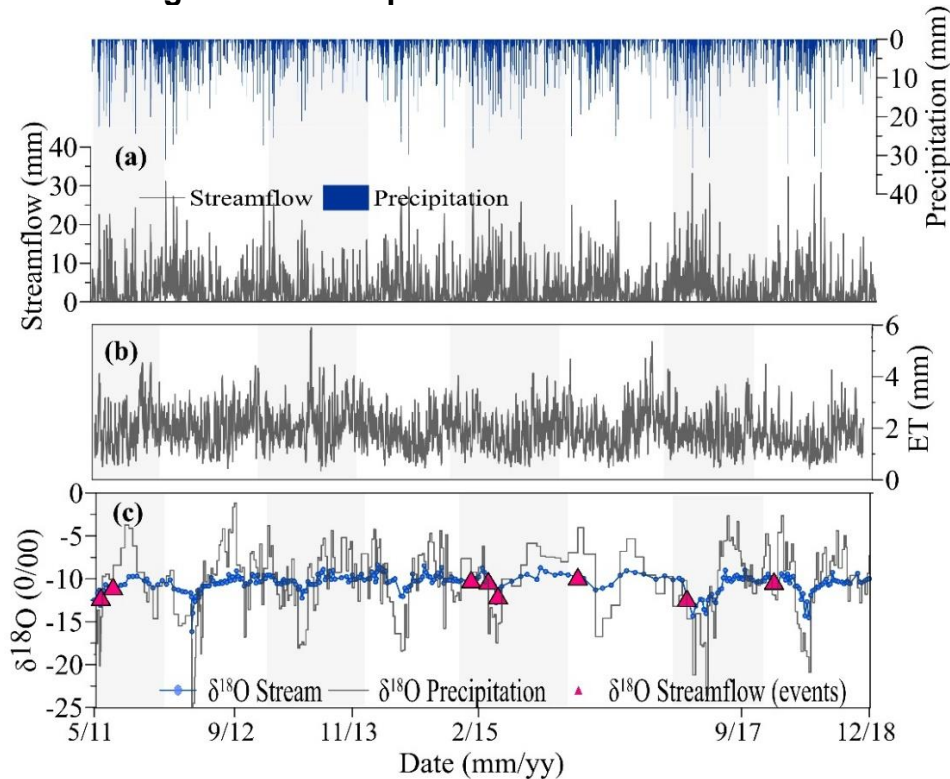 0
10
20
30
40
Precipitation (mm)
40
30
20
10
0
Streamflow (mm)
(a)
Streamflow Precipitation
(b)
6
4
2
0
ET (mm)
0
-5
-10
-15
-20
-25
δ¹⁸O (0/00)
(c)
δ¹⁸O Stream δ¹⁸O Precipitation δ¹⁸O Streamflow (events)
5/11 9/12 11/13 2/15 9/17 12/18
Date (mm/yy)